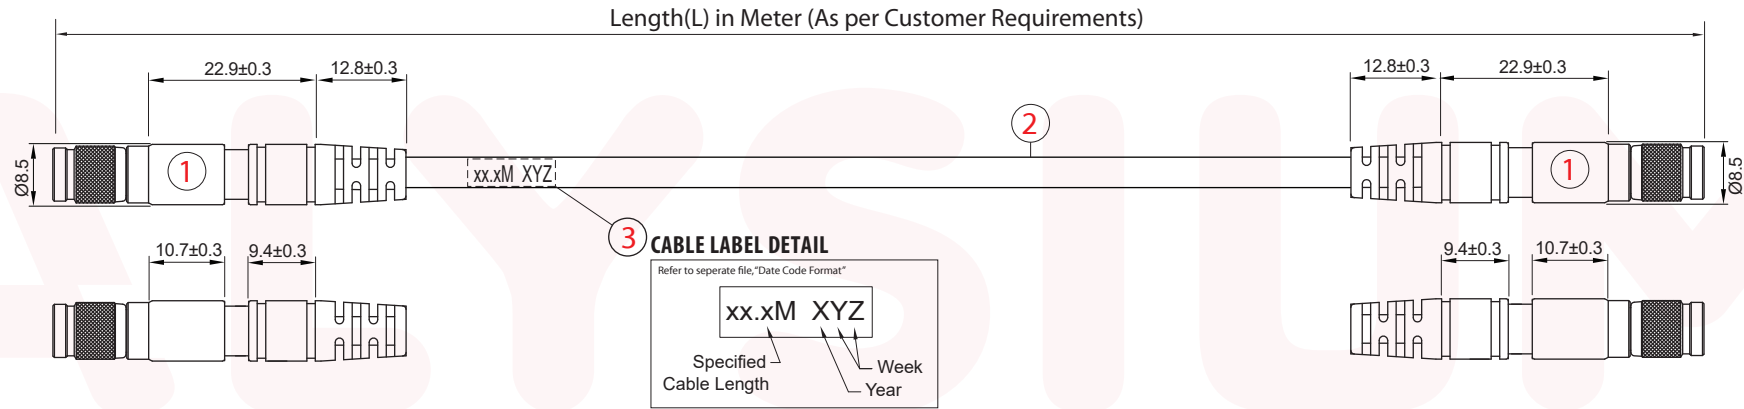 Length(L) in Meter (As per Customer Requirements)
22.9±0.3 12.8±0.3 12.8±0.3 22.9±0.3
2
Ø8.5 1 xx.xM XYZ 1 Ø8.5
3 CABLE LABEL DETAIL
10.7±0.3 9.4±0.3 9.4±0.3 10.7±0.3
Refer to seperate file,"Date Code Format"
xx.xM XYZ
Specified Week
Cable Length Year
ALYSIUM